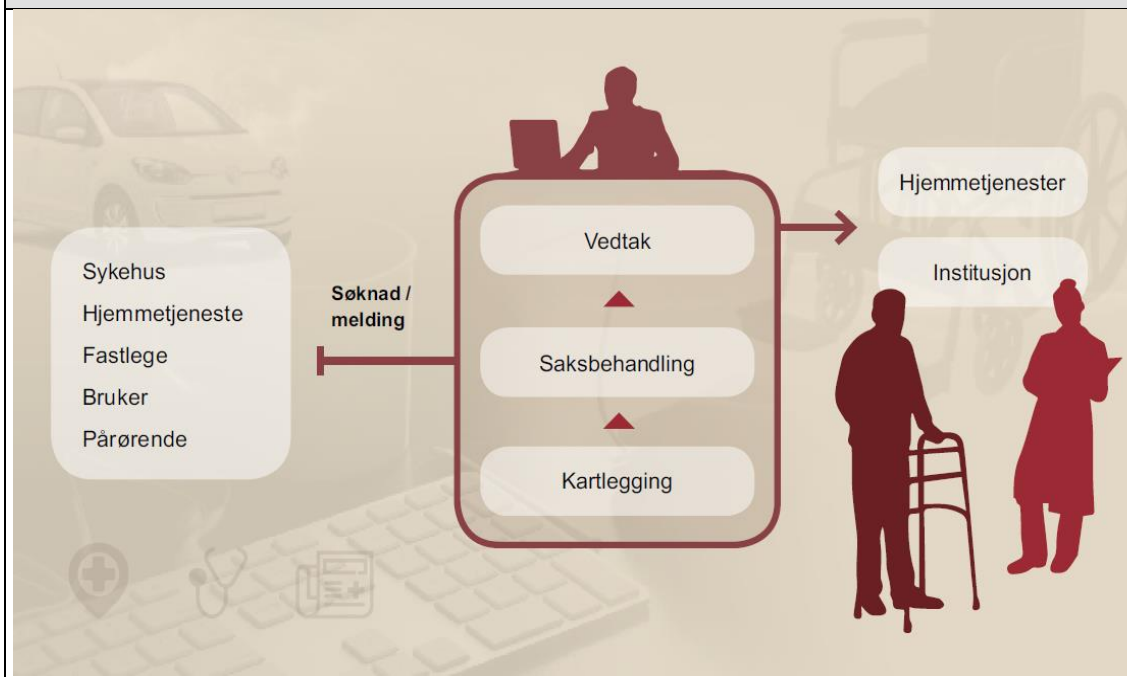 Sykehus
Hjemmetjeneste
Fastlege
Bruker
Pårørende
Søknad /
melding
Vedtak
Saksbehandling
Kartlegging
Hjemmetjenester
Institusjon